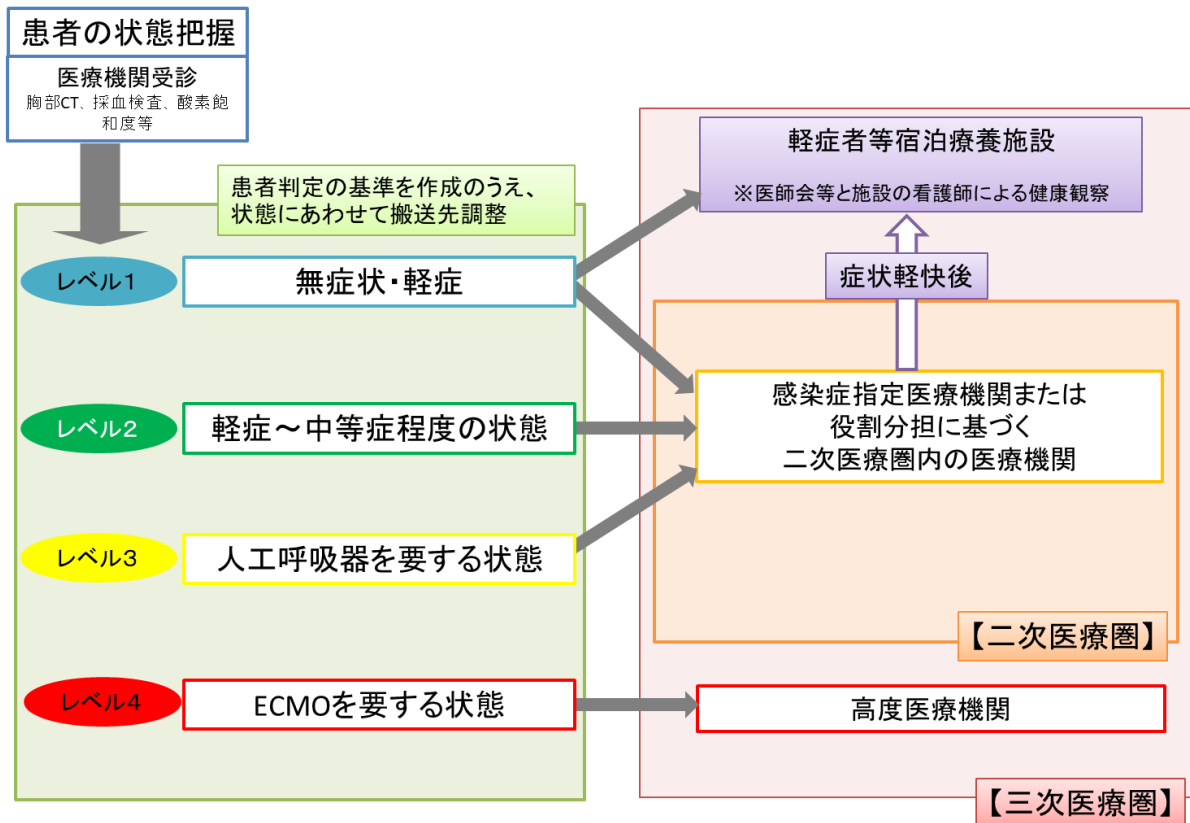 患者の状態把握
医療機関受診
胸部CT、採血検査、酸素飽
和度等
患者判定の基準を作成のうえ、
状態にあわせて搬送先調整
レベル1
無症状・軽症
レベル2
軽症～中等症程度の状態
レベル3
人工呼吸器を要する状態
レベル4
ECMOを要する状態
軽症者等宿泊療養施設
※医師会等と施設の看護師による健康観察
症状軽快後
感染症指定医療機関または
役割分担に基づく
二次医療圏内の医療機関
【二次医療圏】
高度医療機関
【三次医療圏】